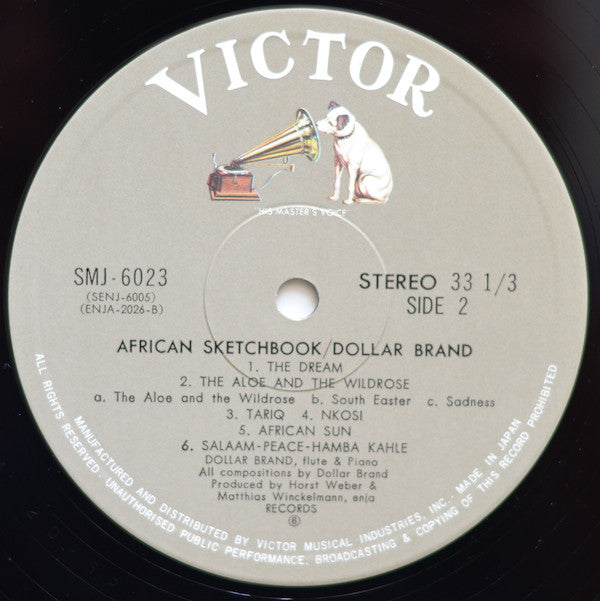 VICTOR
"HIS MASTER'S VOICE"
SMJ-6023
(SENJ-6005)
(ENJA-2026-B)
STEREO 33 1/3
SIDE 2
AFRICAN SKETCHBOOK/DOLLAR BRAND
1. THE DREAM
2. THE ALOE AND THE WILDROSE
a. The Aloe and the Wildrose b. South Easter c. Sadness
3. TARIQ 4. NKOSI
5. AFRICAN SUN
6. SALAAM-PEACE-HAMBA KAHLE
DOLLAR BRAND, flute & Piano
All compositions by Dollar Brand
Produced by Horst Weber &
Matthias Winckelmann, enja
RECORDS
⑥
MANUFACTURED AND DISTRIBUTED BY VICTOR MUSICAL INDUSTRIES, INC. · MADE IN JAPAN
ALL RIGHTS RESERVED · UNAUTHORISED PUBLIC PERFORMANCE, BROADCASTING & COPYING OF THIS RECORD PROHIBITED